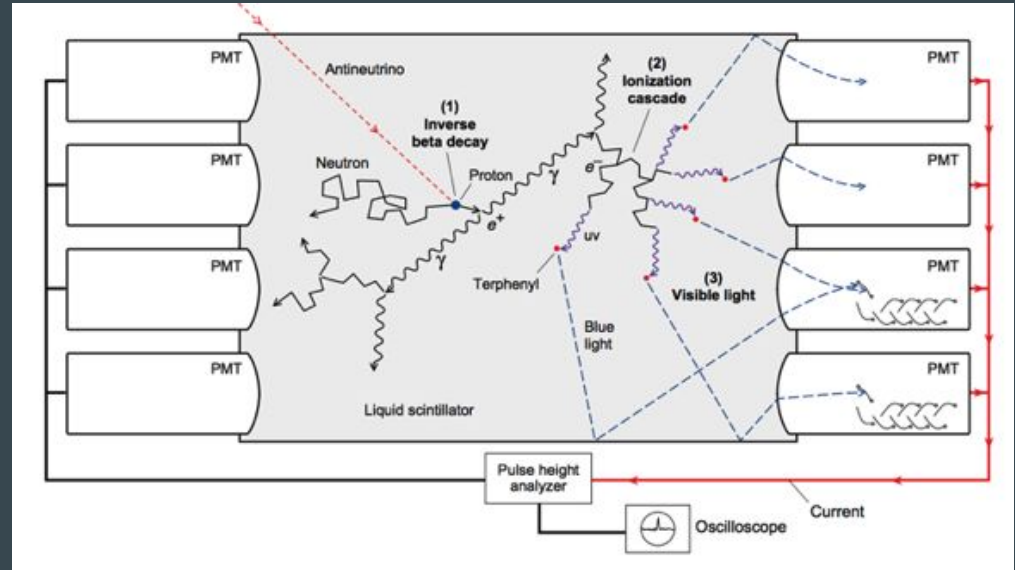 PMT
PMT
Antineutrino
(1)
Inverse
beta decay
(2)
Ionization
cascade
PMT
PMT
Neutron
Proton
γ
e−
e+
γ
uv
Terphenyl
PMT
PMT
(3)
Visible light
Blue
light
PMT
PMT
Liquid scintillator
Pulse height
analyzer
Current
Oscilloscope